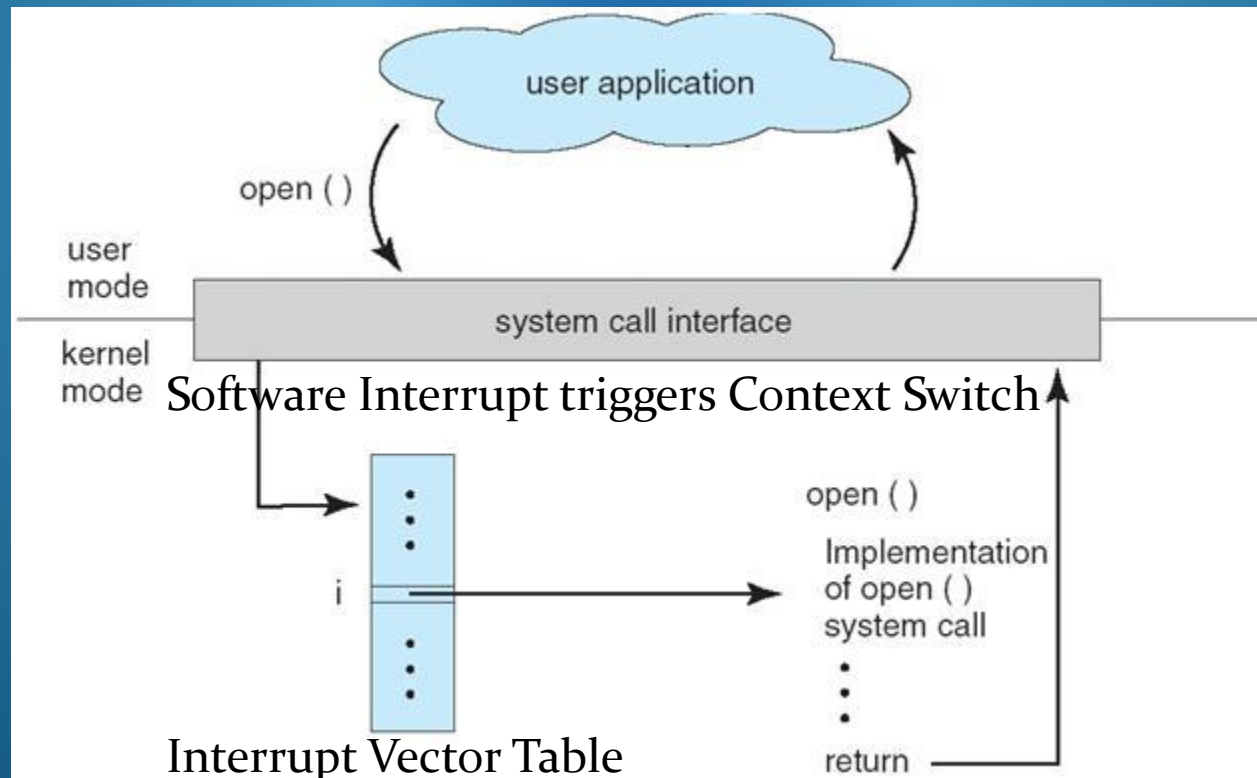 user application
open ( )
user
mode
system call interface
kernel
mode
Software Interrupt triggers Context Switch
open ( )
Implementation
i
of open ( )
system call
Interrupt Vector Table
return